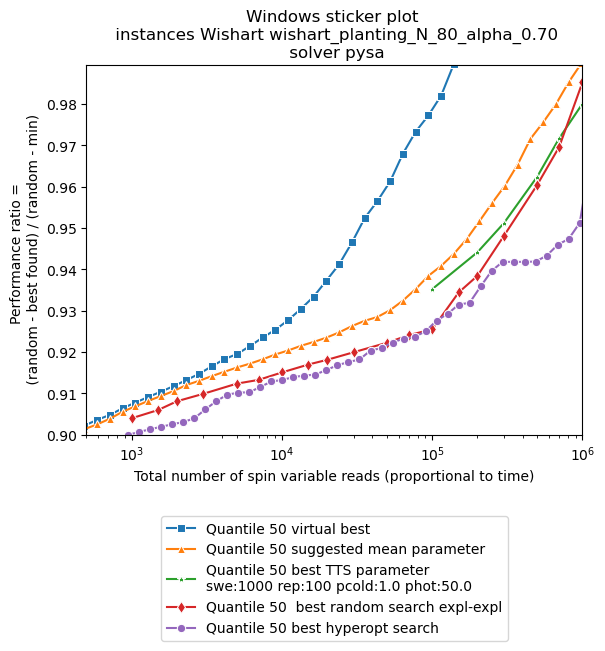 Windows sticker plot
instances Wishart wishart_planting_N_80_alpha_0.70
solver pysa
Performance ratio =
(random - best found) / (random - min)
0.98
0.97
0.96
0.95
0.94
0.93
0.92
0.91
0.90
10³
10⁴
10⁵
10⁶
Total number of spin variable reads (proportional to time)
Quantile 50 virtual best
Quantile 50 suggested mean parameter
Quantile 50 best TTS parameter
swe:1000 rep:100 pcold:1.0 phot:50.0
Quantile 50  best random search expl-expl
Quantile 50 best hyperopt search